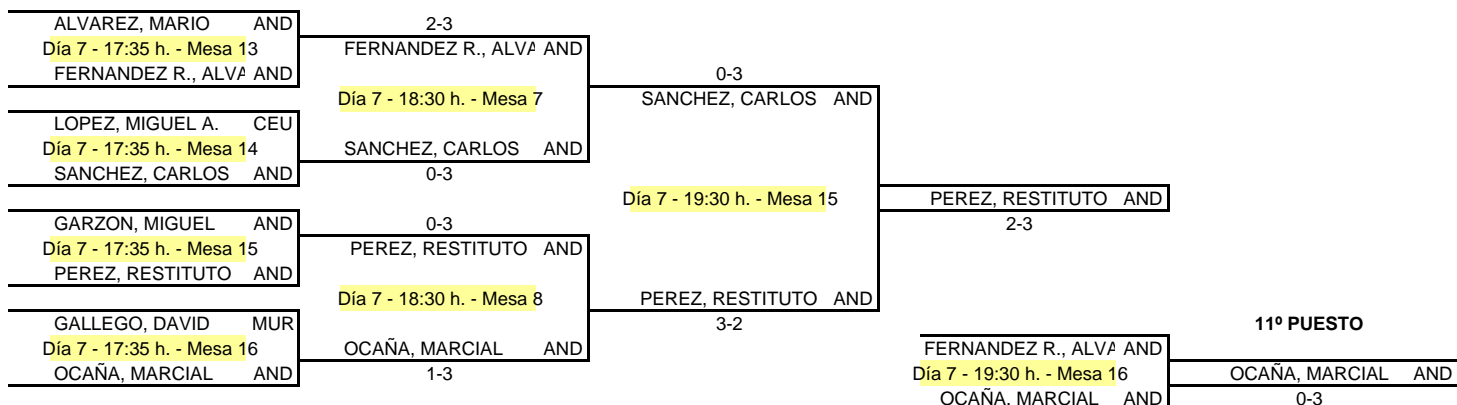 ALVAREZ, MARIO AND
Día 7 - 17:35 h. - Mesa 13
FERNANDEZ R., ALVA AND
LOPEZ, MIGUEL A. CEU
Día 7 - 17:35 h. - Mesa 14
SANCHEZ, CARLOS AND
GARZON, MIGUEL AND
Día 7 - 17:35 h. - Mesa 15
PEREZ, RESTITUTO AND
GALLEGO, DAVID MUR
Día 7 - 17:35 h. - Mesa 16
OCAÑA, MARCIAL AND
2-3
FERNANDEZ R., ALVA AND
Día 7 - 18:30 h. - Mesa 7
SANCHEZ, CARLOS AND
0-3
0-3
PEREZ, RESTITUTO AND
Día 7 - 18:30 h. - Mesa 8
OCAÑA, MARCIAL AND
1-3
0-3
SANCHEZ, CARLOS AND
Día 7 - 19:30 h. - Mesa 15
PEREZ, RESTITUTO AND
3-2
PEREZ, RESTITUTO AND
2-3
11º PUESTO
FERNANDEZ R., ALVA AND
Día 7 - 19:30 h. - Mesa 16
OCAÑA, MARCIAL AND
OCAÑA, MARCIAL AND
0-3